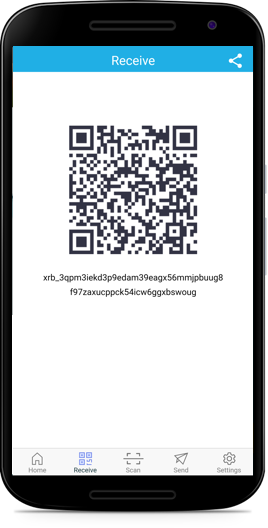 Receive
xrb_3qpm3iekd3p9edam39eagx56mmjpbuug8
f97zaxucppck54icw6ggxbswoug
Home
Receive
Scan
Send
Settings